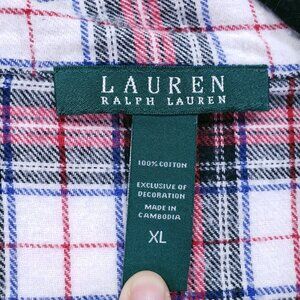 LAUREN
RALPH LAUREN
100% COTTON
EXCLUSIVE OF
DECORATION
MADE IN
CAMBODIA
XL